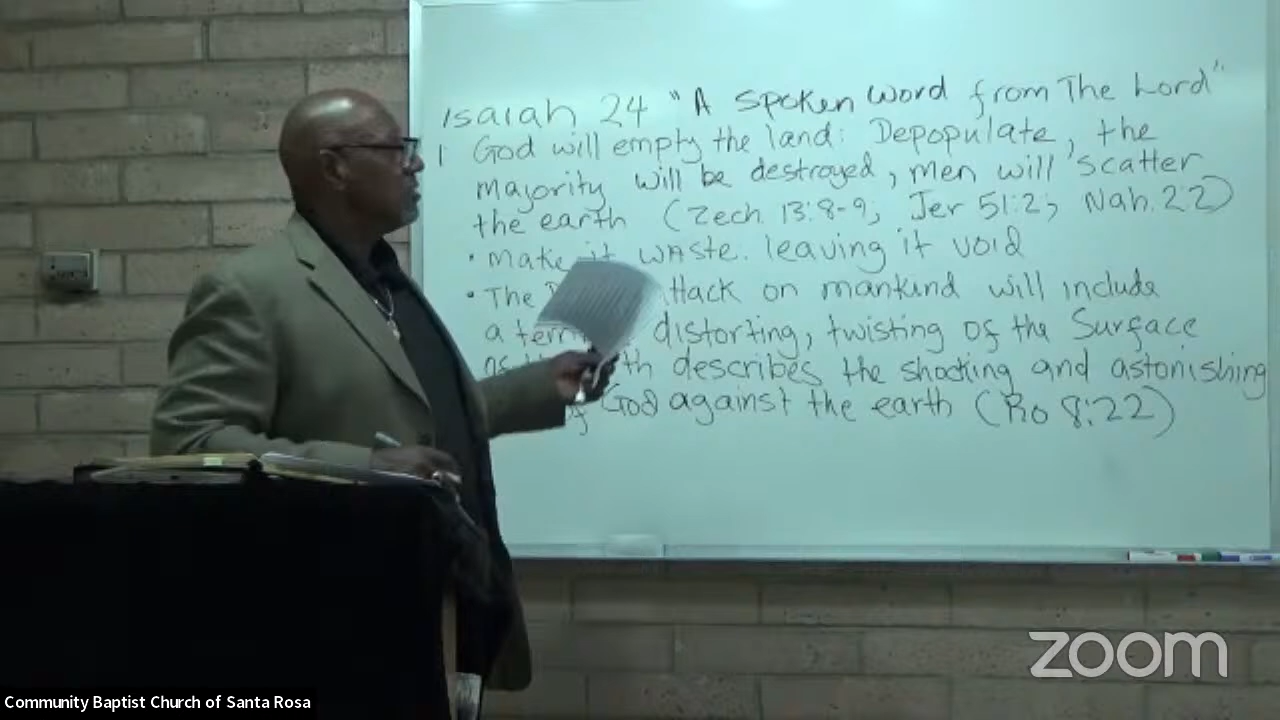 Isaiah 24 "A Spoken Word from The Lord"
1 God will empty the land: Depopulate, the
majority will be destroyed, men will scatter
the earth (Zech. 13:8-9; Jer 51:2; Nah. 2:2)
• Make it waste. leaving it void
• The attack on mankind will include
a distorting, twisting of the Surface
describes the shocking and astonishing
God against the earth (Ro 8:22)
zoom
Community Baptist Church of Santa Rosa